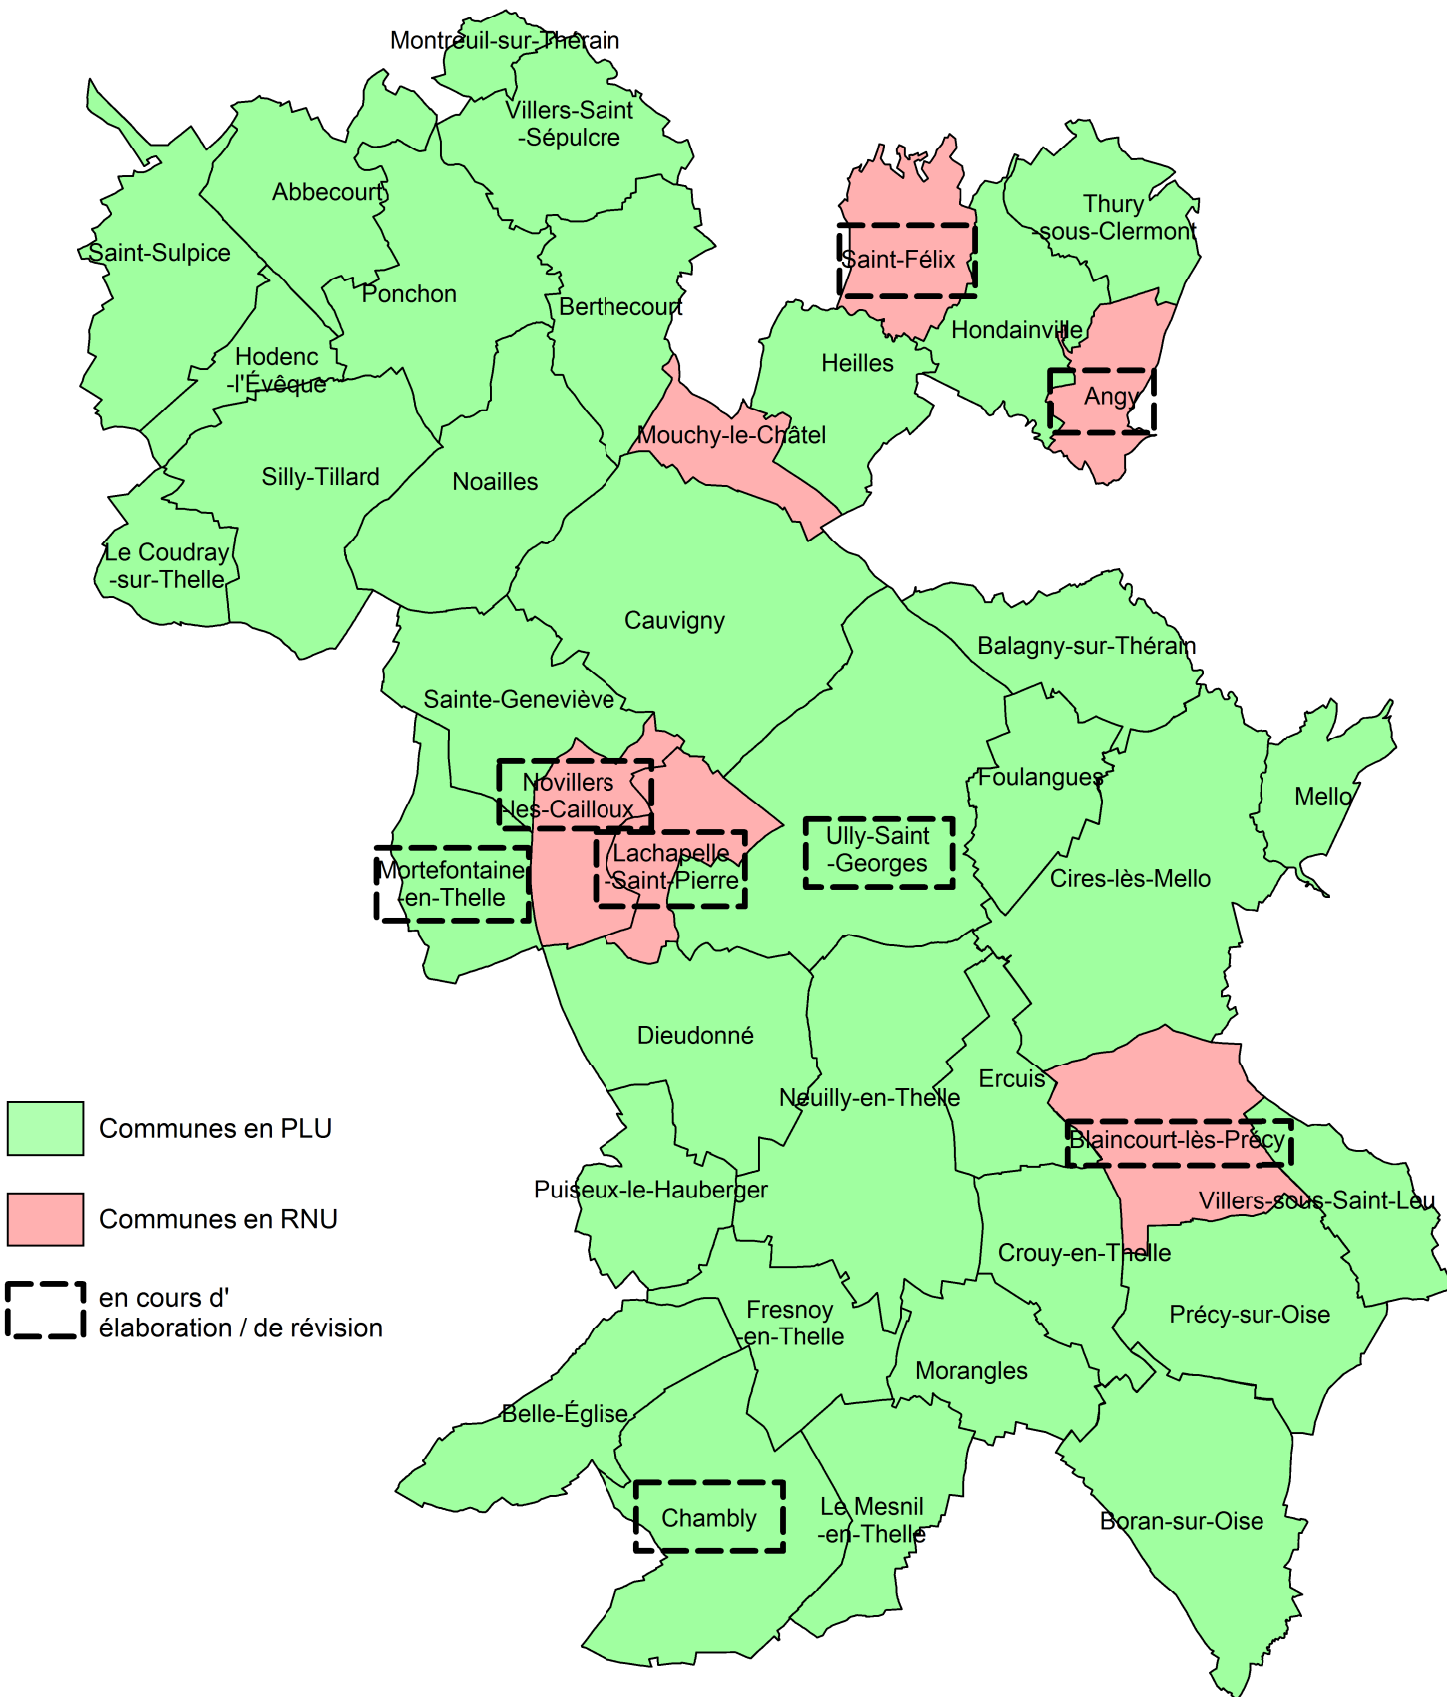 Montreuil-sur-Thérain
Villers-Saint
-Sépulcre
Abbecourt
Thury
-sous-Clermont
Saint-Sulpice
Saint-Félix
Ponchon
Berthecourt
Hondainville
Hodenc
-l'Évêque
Heilles
Angy
Mouchy-le-Châtel
Silly-Tillard
Noailles
Le Coudray
-sur-Thelle
Cauvigny
Balagny-sur-Thérain
Sainte-Geneviève
Novillers
-les-Cailloux
Foulangues
Mello
Ully-Saint
-Georges
Lachapelle
-Saint-Pierre
Mortefontaine
-en-Thelle
Cires-lès-Mello
Dieudonné
Ercuis
Neuilly-en-Thelle
Communes en PLU
Blaincourt-lès-Précy
Puiseux-le-Hauberger
Villers-sous-Saint-Leu
Communes en RNU
Crouy-en-Thelle
en cours d'
élaboration / de révision
Fresnoy
-en-Thelle
Précy-sur-Oise
Morangles
Belle-Église
Chambly
Le Mesnil
-en-Thelle
Boran-sur-Oise